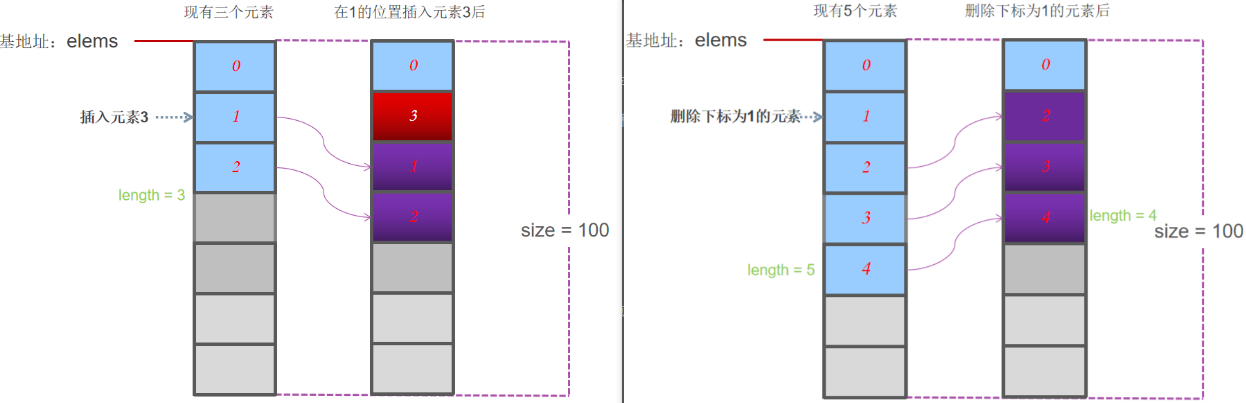 现有三个元素
在1的位置插入元素3后
基地址：elems
0
0
插入元素3
1
3
2
1
length = 3
2
size = 100
现有5个元素
删除下标为1的元素后
基地址：elems
0
0
删除下标为1的元素
1
2
2
3
3
4
length = 4
size = 100
length = 5
4